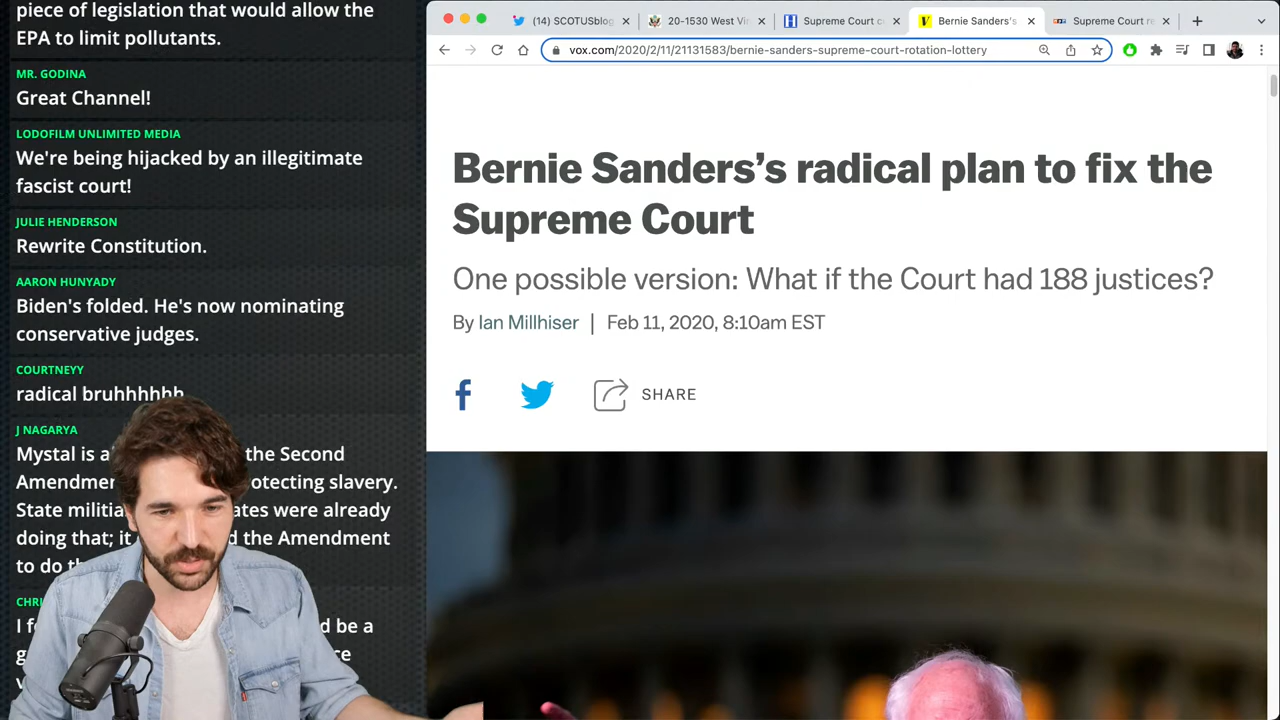 piece of legislation that would allow the
EPA to limit pollutants.
MR. GODINA
Great Channel!
LODOFILM UNLIMITED MEDIA
We're being hijacked by an illegitimate
fascist court!
JULIE HENDERSON
Rewrite Constitution.
AARON HUNYADY
Biden's folded. He's now nominating
conservative judges.
COURTNEYY
radical bruhhhhhh
J NAGARYA
Mystal is the Second
otecting slavery.
State ates were already
doing that; it the Amendment
to do
d be a
(14) SCOTUSblog
20-1530 West Vi
Supreme Court
Bernie Sanders's
Supreme Court
vox.com/2020/2/11/21131583/bernie-sanders-supreme-court-rotation-lottery
Bernie Sanders’s radical plan to fix the
Supreme Court
One possible version: What if the Court had 188 justices?
By Ian Millhiser | Feb 11, 2020, 8:10am EST
SHARE